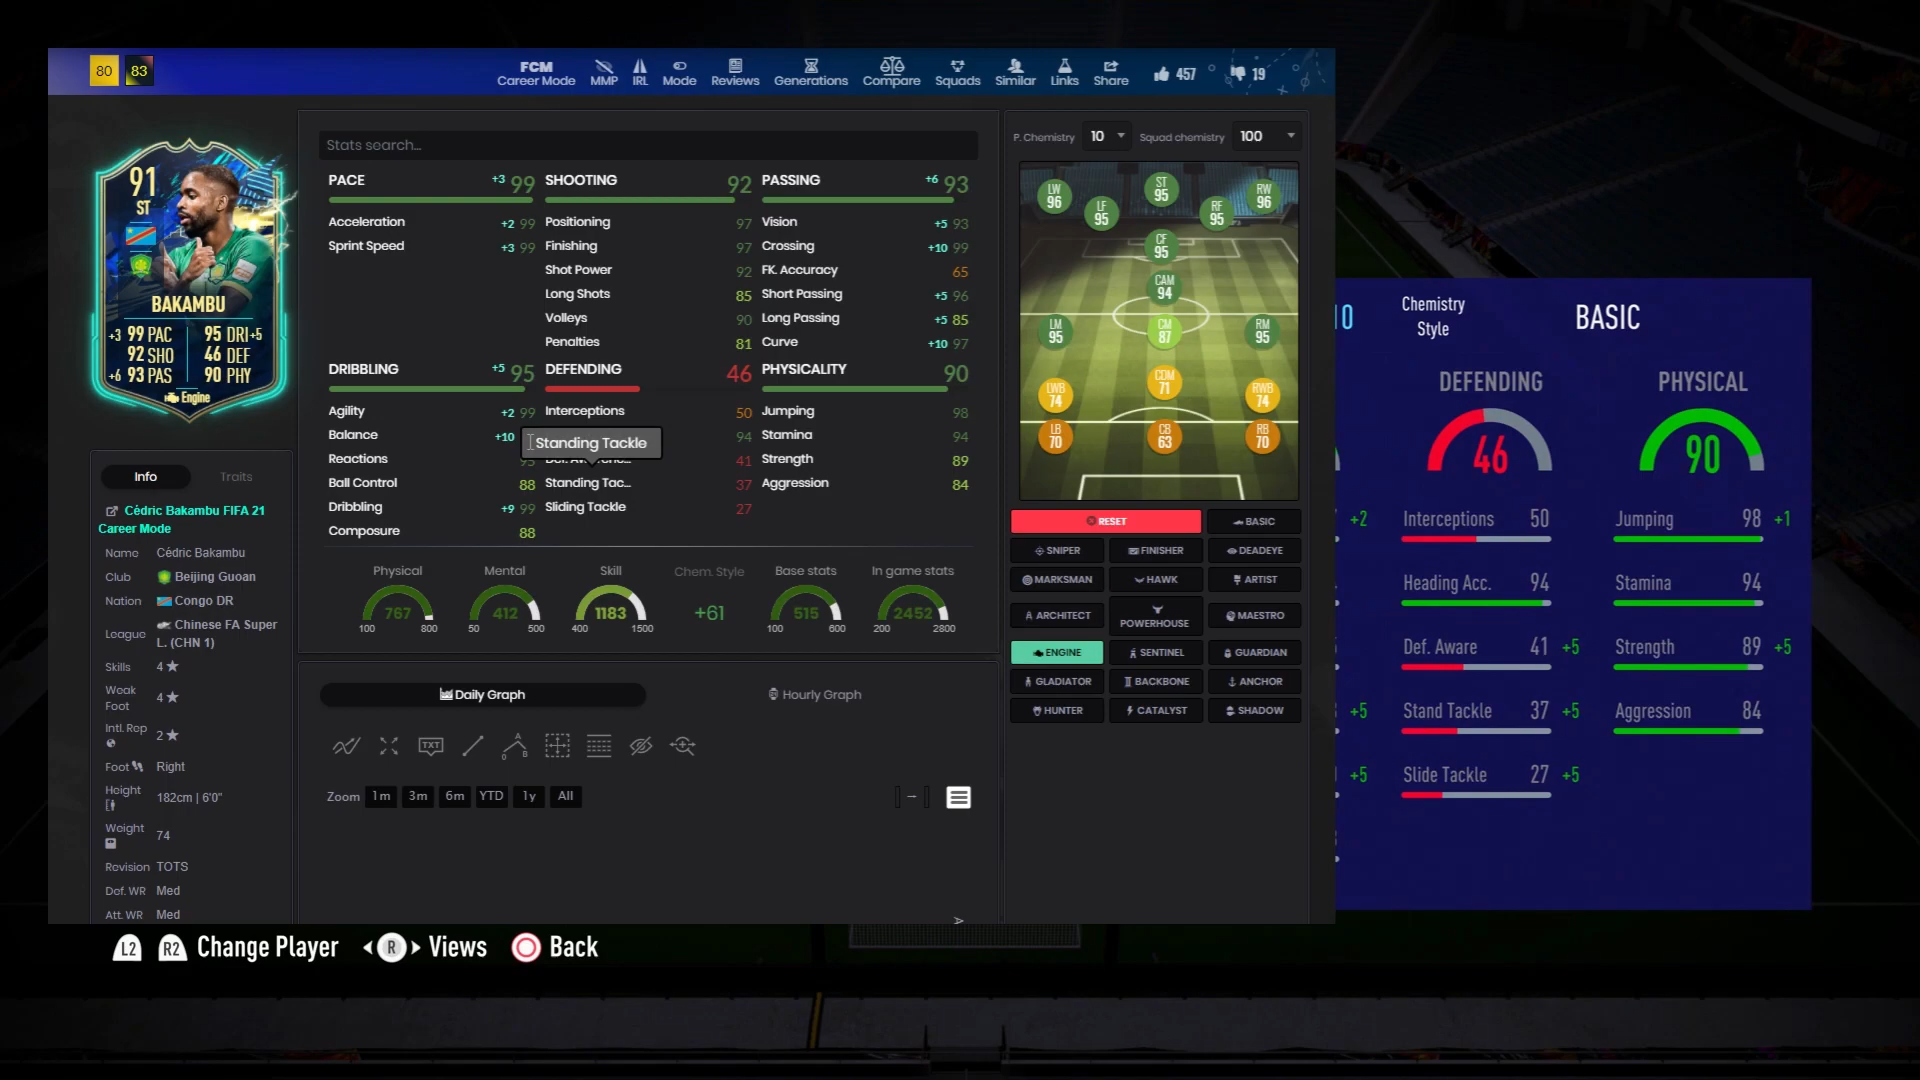 80 83
FCM
Career Mode
MMP
IRL
Mode
Reviews
Generations
Compare
Squads
Similar
Links
Share
457
19
91
ST
BAKAMBU
+3 99 PAC 95 DRI+5
92 SHO 46 DEF
+6 93 PAS 90 PHY
Engine
Stats search...
PACE +3 99
Acceleration +2 99
Sprint Speed +3 99
SHOOTING 92
Positioning 97
Finishing 97
Shot Power 92
Long Shots 85
Volleys 90
Penalties 81
PASSING +6 93
Vision +5 93
Crossing +10 99
FK. Accuracy 65
Short Passing +5 96
Long Passing +5 85
Curve +10 97
DRIBBLING +5 95
Agility +2 99
Balance +10
Reactions 95
Ball Control 88
Dribbling +9 99
Composure 88
DEFENDING 46
Interceptions 50
94
Standing Tackle
41
Standing Tac... 37
Sliding Tackle 27
PHYSICALITY 90
Jumping 98
Stamina 94
Strength 89
Aggression 84
Physical
767
100 800
Mental
412
50 500
Skill
1183
400 1500
Chem. Style
+61
Base stats
515
100 600
In game stats
2452
200 2800
Info
Traits
Cédric Bakambu FIFA 21
Career Mode
Name Cédric Bakambu
Club Beijing Guoan
Nation Congo DR
League Chinese FA Super
L. (CHN 1)
Skills 4★
Weak
Foot 4★
Intl. Rep 2★
Foot Right
Height 182cm | 6'0"
Weight 74
Revision TOTS
Def. WR Med
Att. WR Med
Daily Graph
Hourly Graph
TXT
A
0 B
Zoom 1m 3m 6m YTD 1y All
→
P. Chemistry 10 Squad chemistry 100
LW
96
ST
95
RW
96
LF
95
RF
95
CF
95
CAM
94
LM
95
CM
87
RM
95
LWB
74
CDM
71
RWB
74
LB
70
CB
63
RB
70
RESET
BASIC
SNIPER
FINISHER
DEADEYE
MARKSMAN
HAWK
ARTIST
ARCHITECT
POWERHOUSE
MAESTRO
ENGINE
SENTINEL
GUARDIAN
GLADIATOR
BACKBONE
ANCHOR
HUNTER
CATALYST
SHADOW
Chemistry
Style
BASIC
DEFENDING
46
+2
Interceptions 50
Heading Acc. 94
Def. Aware 41 +5
+5
Stand Tackle 37 +5
+5
Slide Tackle 27 +5
PHYSICAL
90
Jumping 98 +1
Stamina 94
Strength 89 +5
Aggression 84
L2 R2 Change Player R Views Back